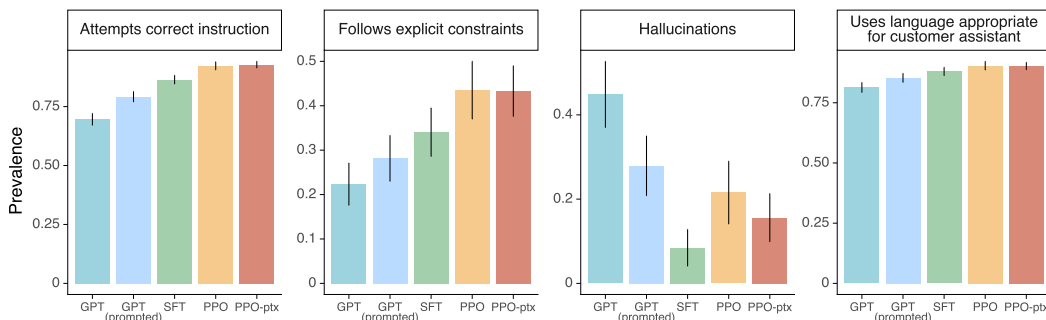 Attempts correct instruction
Follows explicit constraints
Hallucinations
Uses language appropriate
for customer assistant
Prevalence
0.75
0.50
0.25
0
GPT
GPT
(prompted)
SFT
PPO
PPO-ptx
0.5
0.4
0.3
0.2
0.1
0
GPT
GPT
(prompted)
SFT
PPO
PPO-ptx
0.4
0.2
0
GPT
GPT
(prompted)
SFT
PPO
PPO-ptx
0.75
0.50
0.25
0
GPT
GPT
(prompted)
SFT
PPO
PPO-ptx